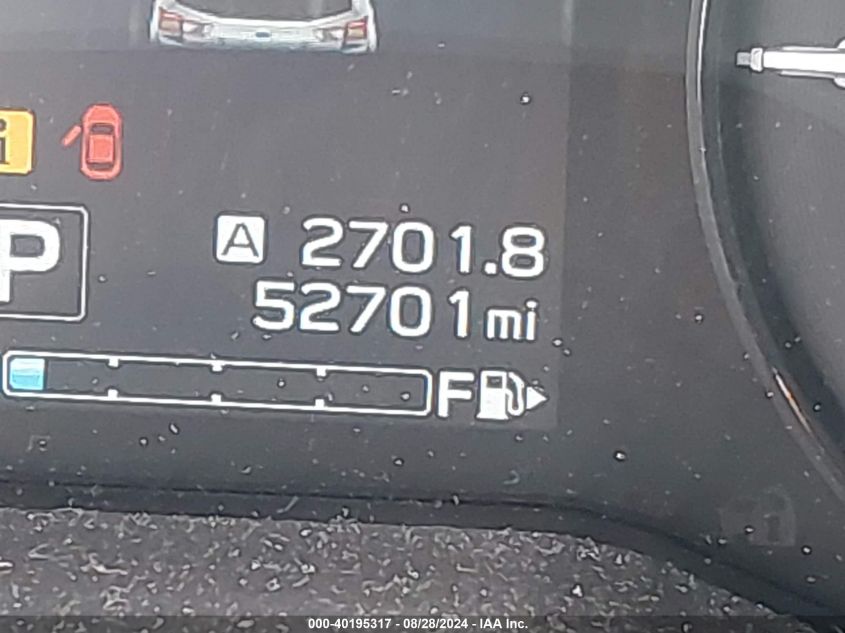 i
P
A 2701.8
52701 mi
F
000-40195317 - 08/28/2024 - IAA Inc.